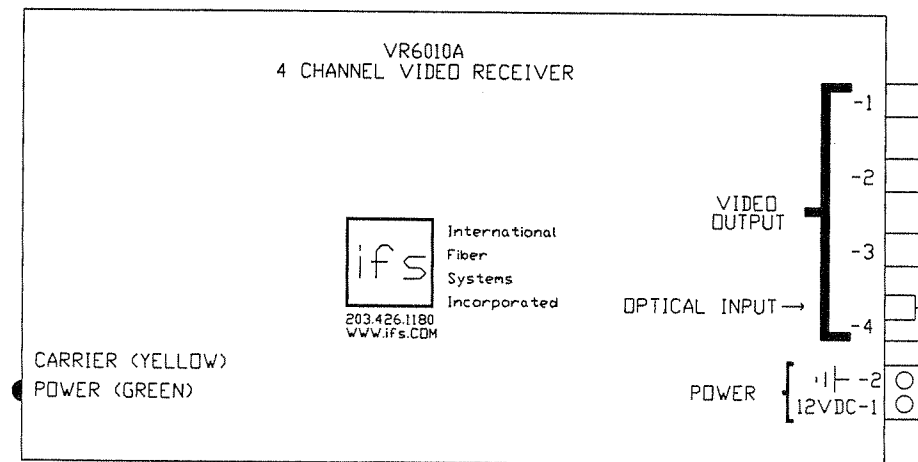 VR6010A
4 CHANNEL VIDEO RECEIVER
-1
-2
VIDEO
OUTPUT
-3
OPTICAL INPUT→
-4
ifs
International
Fiber
Systems
Incorporated
203.426.1180
WWW.ifs.COM
CARRIER (YELLOW)
POWER (GREEN)
POWER
-2
12VDC-1